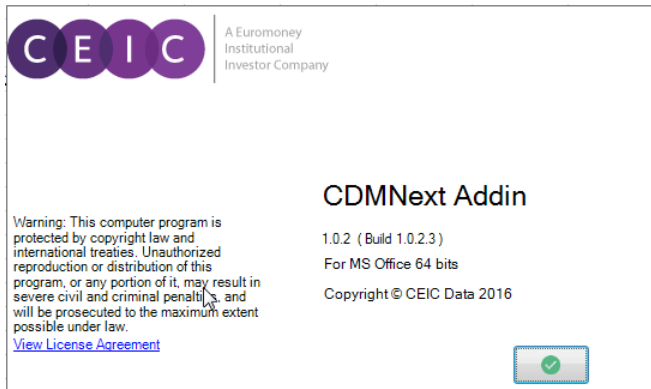 CEIC
A Euromoney
Institutional
Investor Company
CDMNext Addin
1.0.2 ( Build 1.0.2.3 )
For MS Office 64 bits
Copyright © CEIC Data 2016
Warning: This computer program is
protected by copyright law and
international treaties. Unauthorized
reproduction or distribution of this
program, or any portion of it, may result in
severe civil and criminal penalties, and
will be prosecuted to the maximum extent
possible under law.
View License Agreement